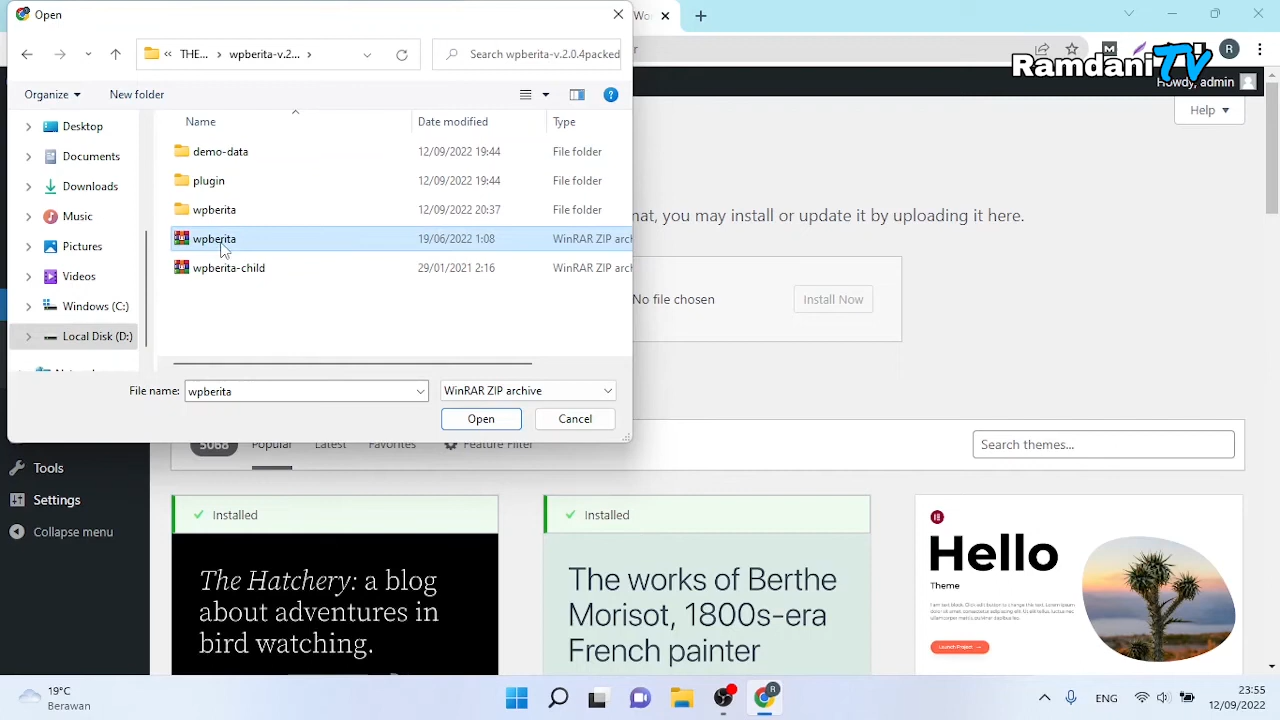 Open
Wo
THE...
wpberita-v.2...
Search wpberita-v.2.0.4packed
Organize
New folder
RamdaniTV
Howdy, admin
Help
Name
Date modified
Type
Desktop
demo-data
12/09/2022 19:44
File folder
Documents
plugin
12/09/2022 19:44
File folder
Downloads
wpberita
12/09/2022 20:37
File folder
Music
mat, you may install or update it by uploading it here.
wpberita
19/06/2022 1:08
WinRAR ZIP arch
Pictures
wpberita-child
29/01/2021 2:16
WinRAR ZIP arch
Videos
Windows (C:)
No file chosen
Install Now
Local Disk (D:)
File name:
wpberita
WinRAR ZIP archive
Open
Cancel
Popular
Latest
Favorites
Feature Filter
Search themes...
Tools
Settings
Installed
Installed
Collapse menu
Hello
Theme
The Hatchery: a blog
about adventures in
bird watching.
The works of Berthe
Morisot, 1800s-era
French painter
Launch Project
19°C
Berawan
R
ENG
23:55
12/09/2022